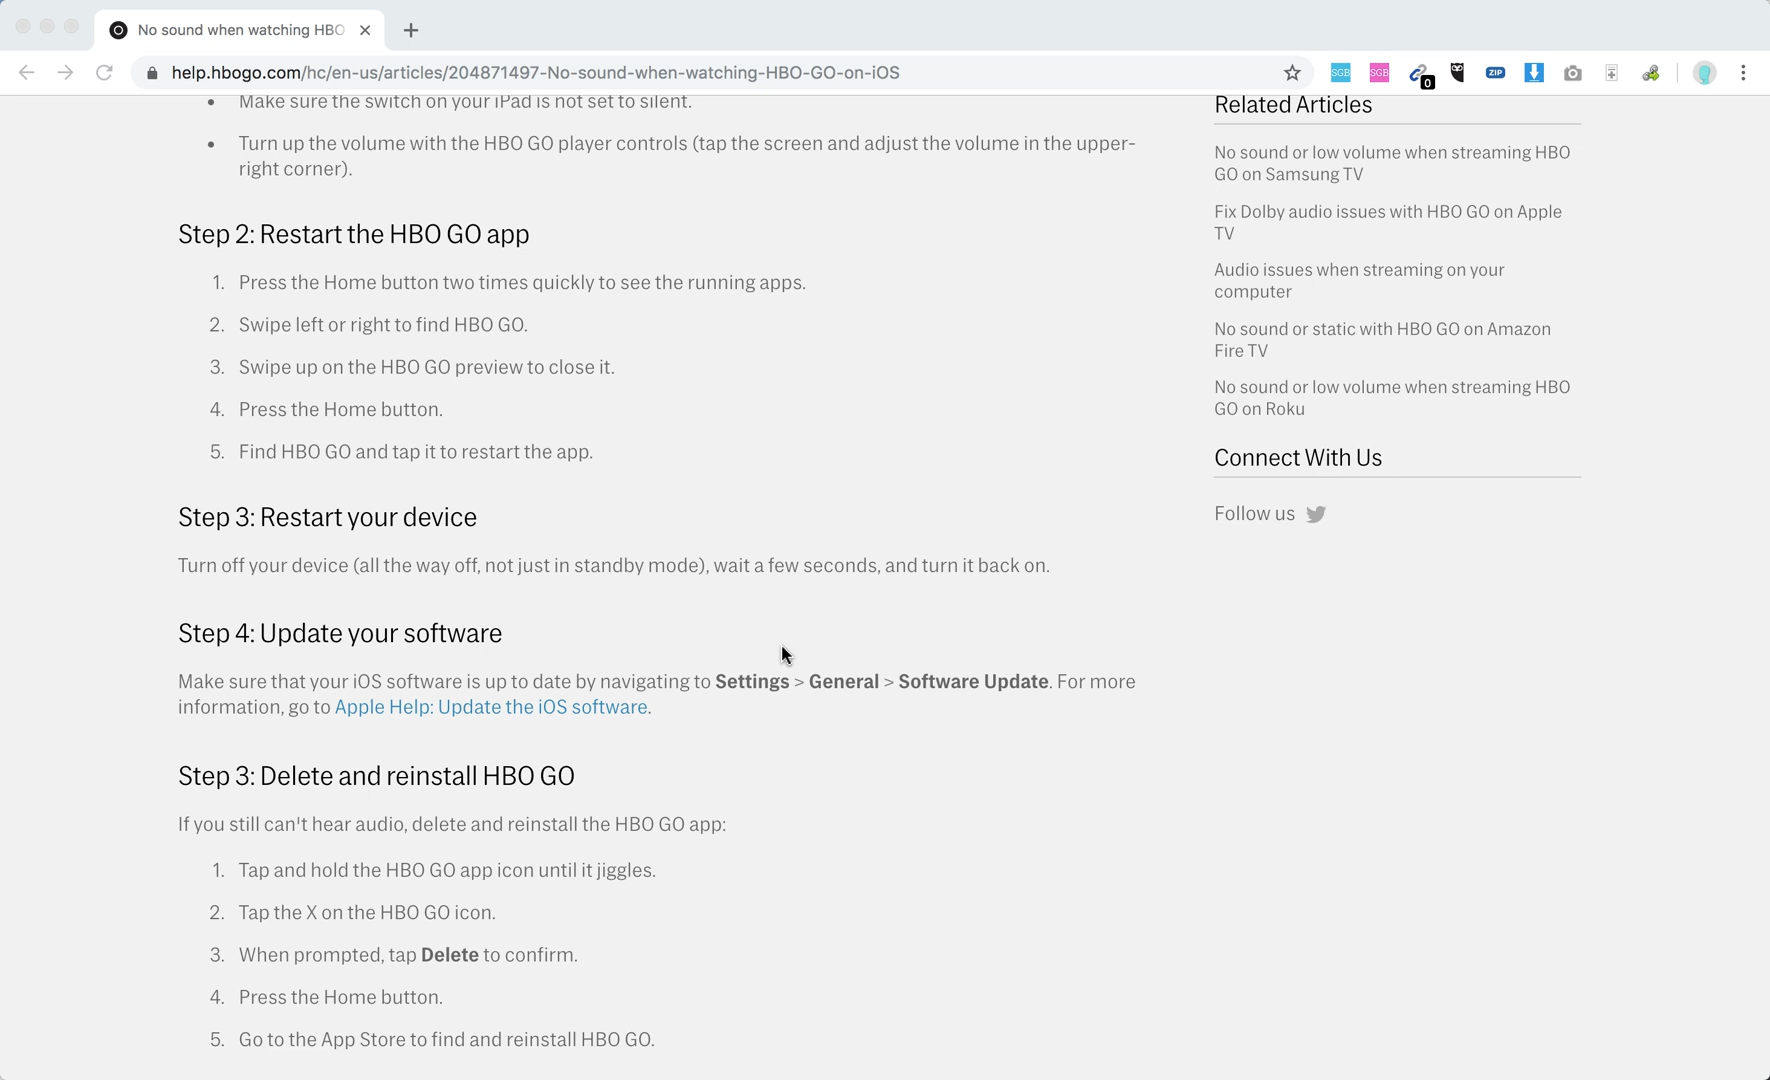 No sound when watching HBO
help.hbogo.com/hc/en-us/articles/204871497-No-sound-when-watching-HBO-GO-on-iOS
SGB
SGB
0
ZIP
• Make sure the switch on your iPad is not set to silent.
• Turn up the volume with the HBO GO player controls (tap the screen and adjust the volume in the upper-
right corner).
Step 2: Restart the HBO GO app
1. Press the Home button two times quickly to see the running apps.
2. Swipe left or right to find HBO GO.
3. Swipe up on the HBO GO preview to close it.
4. Press the Home button.
5. Find HBO GO and tap it to restart the app.
Step 3: Restart your device
Turn off your device (all the way off, not just in standby mode), wait a few seconds, and turn it back on.
Step 4: Update your software
Make sure that your iOS software is up to date by navigating to Settings > General > Software Update. For more
information, go to Apple Help: Update the iOS software.
Step 3: Delete and reinstall HBO GO
If you still can't hear audio, delete and reinstall the HBO GO app:
1. Tap and hold the HBO GO app icon until it jiggles.
2. Tap the X on the HBO GO icon.
3. When prompted, tap Delete to confirm.
4. Press the Home button.
5. Go to the App Store to find and reinstall HBO GO.
Related Articles
No sound or low volume when streaming HBO
GO on Samsung TV
Fix Dolby audio issues with HBO GO on Apple
TV
Audio issues when streaming on your
computer
No sound or static with HBO GO on Amazon
Fire TV
No sound or low volume when streaming HBO
GO on Roku
Connect With Us
Follow us